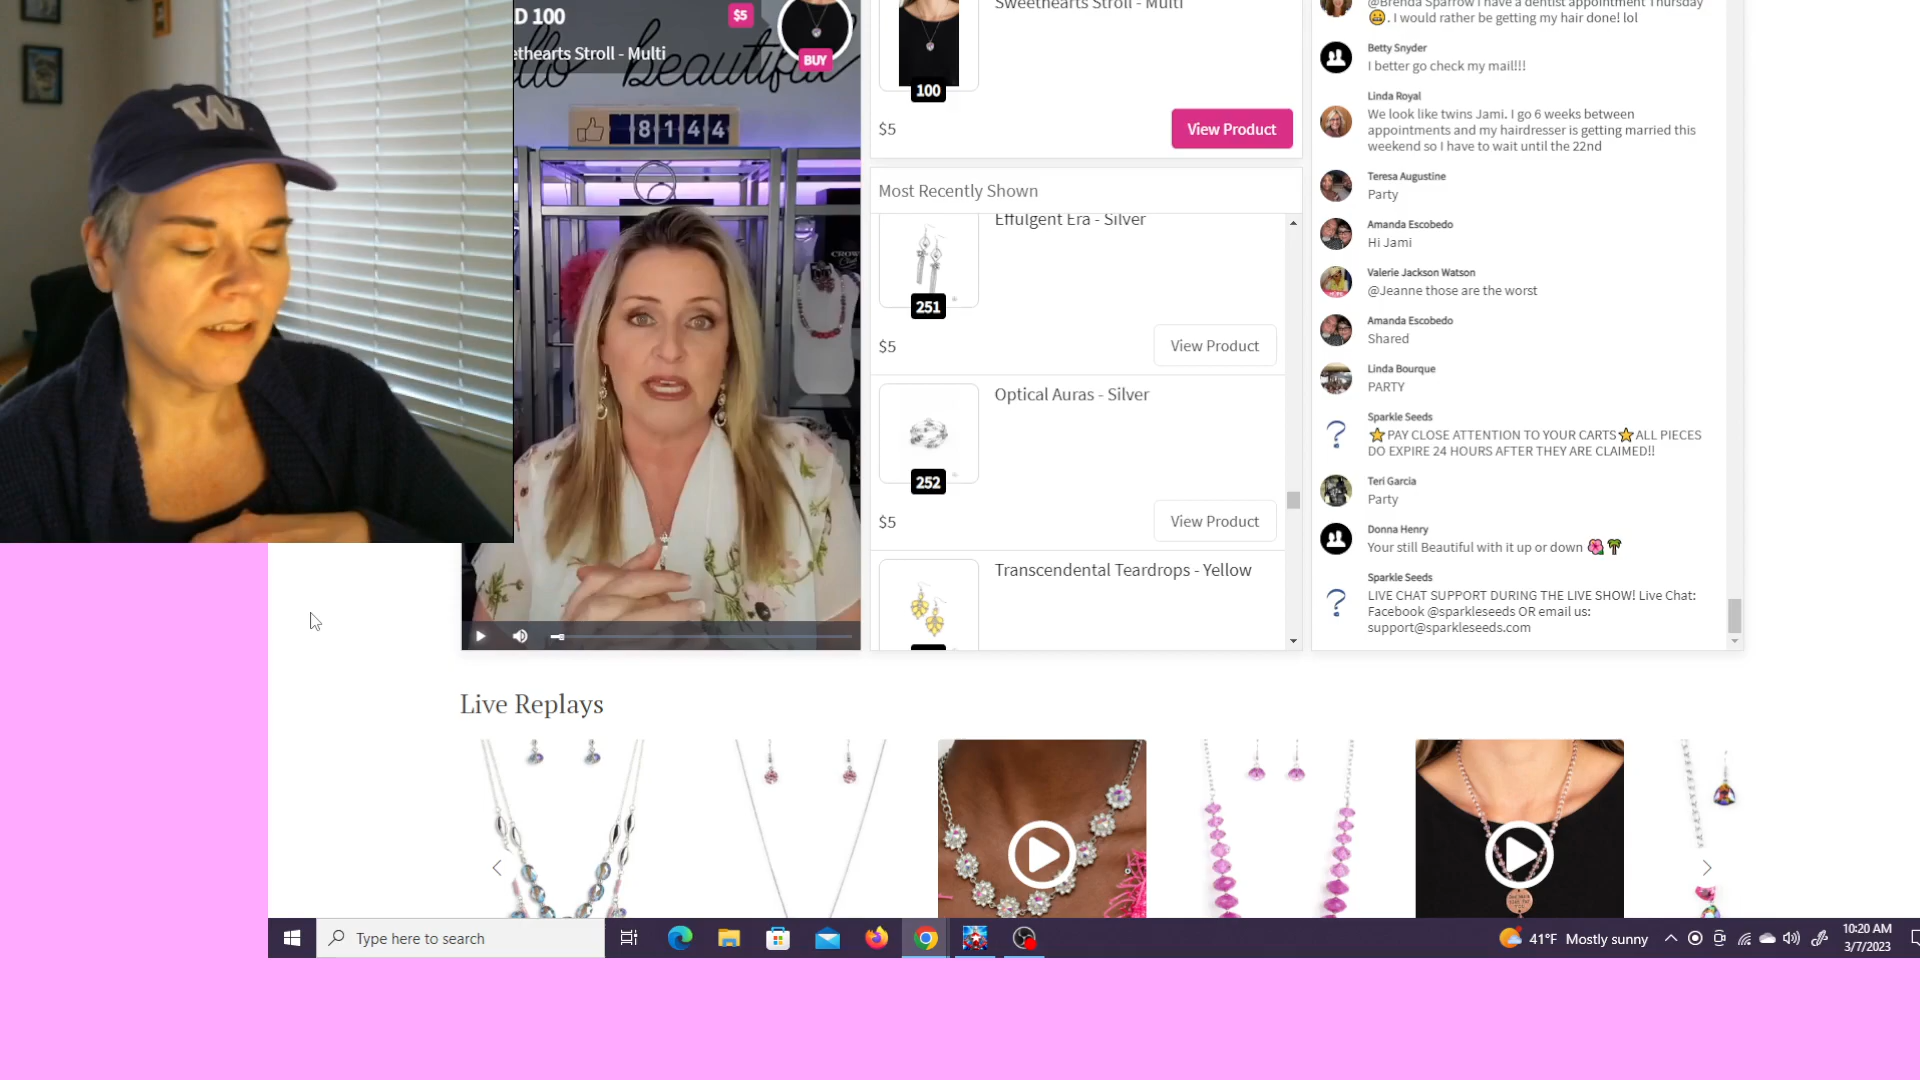 W
D 100
$5
ethearts Stroll - Multi
BUY
beautiful
8144
CROWN
Sweethearts Stroll - Multi
100
$5
View Product
Most Recently Shown
Effulgent Era - Silver
251
$5
View Product
Optical Auras - Silver
252
$5
View Product
Transcendental Teardrops - Yellow
@Brenda Sparrow I have a dentist appointment Thursday
😀. I would rather be getting my hair done! lol
Betty Snyder
I better go check my mail!!!
Linda Royal
We look like twins Jami. I go 6 weeks between
appointments and my hairdresser is getting married this
weekend so I have to wait until the 22nd
Teresa Augustine
Party
Amanda Escobedo
Hi Jami
Valerie Jackson Watson
@Jeanne those are the worst
Amanda Escobedo
Shared
Linda Bourque
PARTY
Sparkle Seeds
⭐PAY CLOSE ATTENTION TO YOUR CARTS⭐ALL PIECES
DO EXPIRE 24 HOURS AFTER THEY ARE CLAIMED!!
Teri Garcia
Party
Donna Henry
Your still Beautiful with it up or down 🌺🌴
Sparkle Seeds
LIVE CHAT SUPPORT DURING THE LIVE SHOW! Live Chat:
Facebook @sparkleseeds OR email us:
support@sparkleseeds.com
Live Replays
Type here to search
41°F Mostly sunny
10:20 AM
3/7/2023